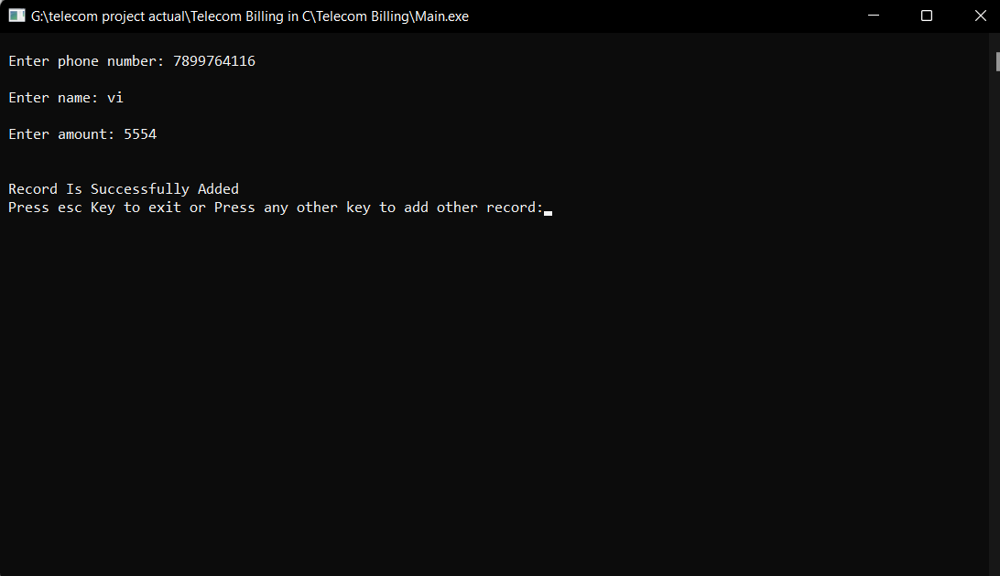 G:\telecom project actual\Telecom Billing in C\Telecom Billing\Main.exe
Enter phone number: 7899764116
Enter name: vi
Enter amount: 5554
Record Is Successfully Added
Press esc Key to exit or Press any other key to add other record: